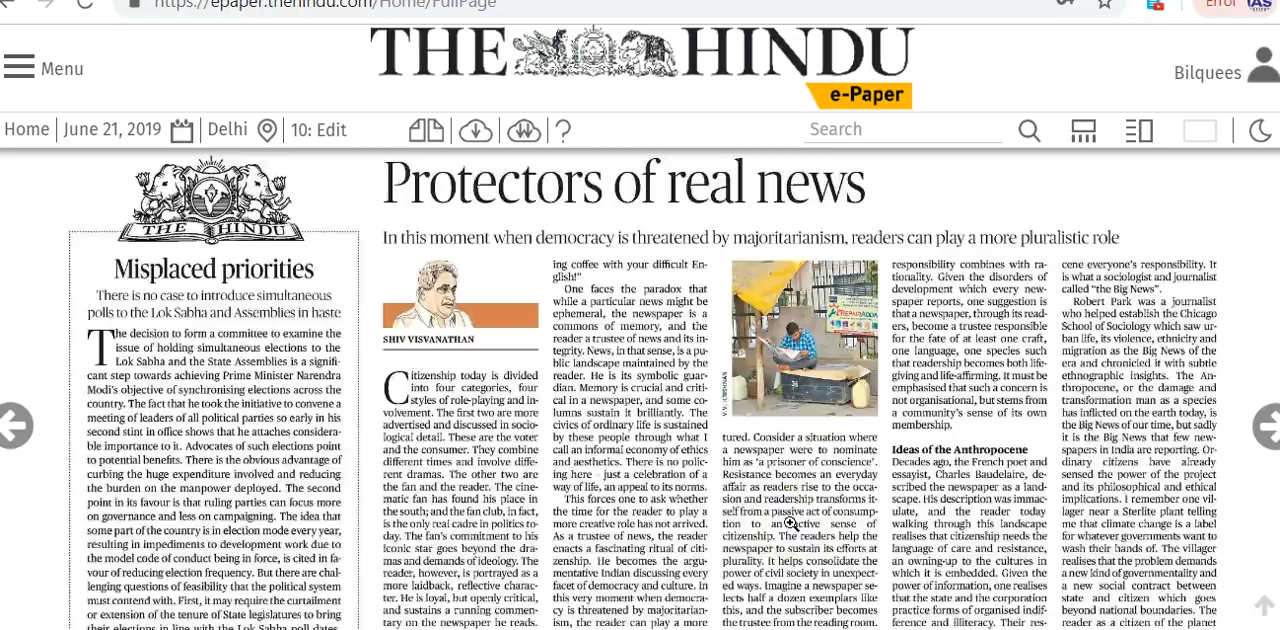 https://epaper.thehindu.com/Home/FullPage
Error
IAS
Menu
THE HINDU
e-Paper
Bilquees
Home
June 21, 2019
Delhi
10: Edit
?
Search
THE HINDU
Misplaced priorities
There is no case to introduce simultaneous
polls to the Lok Sabha and Assemblies in haste
The decision to form a committee to examine the
issue of holding simultaneous elections to the
Lok Sabha and the State Assemblies is a signifi-
cant step towards achieving Prime Minister Narendra
Modi's objective of synchronising elections across the
country. The fact that he took the initiative to convene a
meeting of leaders of all political parties so early in his
second stint in office shows that he attaches considera-
ble importance to it. Advocates of such elections point
to potential benefits. There is the obvious advantage of
curbing the huge expenditure involved and reducing
the burden on the manpower deployed. The second
point in its favour is that ruling parties can focus more
on governance and less on campaigning. The idea that
some part of the country is in election mode every year,
resulting in impediments to development work due to
the model code of conduct being in force, is cited in fa-
vour of reducing election frequency. But there are chal-
lenging questions of feasibility that the political system
must contend with. First, it may require the curtailment
or extension of the tenure of State legislatures to bring
their elections in line with the Lok Sabha poll dates.
Protectors of real news
In this moment when democracy is threatened by majoritarianism, readers can play a more pluralistic role
SHIV VISVANATHAN
Citizenship today is divided
into four categories, four
styles of role-playing and in-
volvement. The first two are more
advertised and discussed in socio-
logical detail. These are the voter
and the consumer. They combine
different times and involve diffe-
rent dramas. The other two are
the fan and the reader. The cine-
matic fan has found his place in
the south; and the fan club, in fact,
is the only real cadre in politics to-
day. The fan's commitment to his
iconic star goes beyond the dra-
mas and demands of ideology. The
reader, however, is portrayed as a
more laidback, reflective charac-
ter. He is loyal, but openly critical,
and sustains a running commen-
tary on the newspaper he reads.
ing coffee with your difficult En-
glish!"
One faces the paradox that
while a particular news might be
ephemeral, the newspaper is a
commons of memory, and the
reader a trustee of news and its in-
tegrity. News, in that sense, is a pu-
blic landscape maintained by the
reader. He is its symbolic guar-
dian. Memory is crucial and criti-
cal in a newspaper, and some co-
lumns sustain it brilliantly. The
civics of ordinary life is sustained
by these people through what I
call an informal economy of ethics
and aesthetics. There is no polic-
ing here – just a celebration of a
way of life, an appeal to its norms.
This forces one to ask whether
the time for the reader to play a
more creative role has not arrived.
As a trustee of news, the reader
enacts a fascinating ritual of citi-
zenship. He becomes the argu-
mentative Indian discussing every
facet of democracy and culture. In
this very moment when democra-
cy is threatened by majoritarian-
ism, the reader can play a more
tured. Consider a situation where
a newspaper were to nominate
him as 'a prisoner of conscience'.
Resistance becomes an everyday
affair as readers rise to the occa-
sion and readership transforms it-
self from a passive act of consump-
tion to an active sense of
citizenship. The readers help the
newspaper to sustain its efforts at
plurality. It helps consolidate the
power of civil society in unexpect-
ed ways. Imagine a newspaper se-
lects half a dozen exemplars like
this, and the subscriber becomes
the trustee from the reading room.
responsibility combines with ra-
tionality. Given the disorders of
development which every new-
spaper reports, one suggestion is
that a newspaper, through its read-
ers, become a trustee responsible
for the fate of at least one craft,
one language, one species such
that readership becomes both life-
giving and life-affirming. It must be
emphasised that such a concern is
not organisational, but stems from
a community's sense of its own
membership.
Ideas of the Anthropocene
Decades ago, the French poet and
essayist, Charles Baudelaire, de-
scribed the newspaper as a land-
scape. His description was immac-
ulate, and the reader today
walking through this landscape
realises that citizenship needs the
language of care and resistance,
an owning-up to the cultures in
which it is embedded. Given the
power of information, one realises
that the state and the corporation
practice forms of organised indif-
ference and illiteracy. Their res-
cene everyone's responsibility. It
is what a sociologist and journalist
called "the Big News".
Robert Park was a journalist
who helped establish the Chicago
School of Sociology which saw ur-
ban life, its violence, ethnicity and
migration as the Big News of the
era and chronicled it with subtle
ethnographic insights. The An-
thropocene, or the damage and
transformation man as a species
has inflicted on the earth today, is
the Big News of our time, but sadly
it is the Big News that few new-
spapers in India are reporting. Or-
dinary citizens have already
sensed the power of the project
and its philosophical and ethical
implications. I remember one vil-
lager near a Sterlite plant telling
me that climate change is a label
for whatever governments want to
wash their hands of. The villager
realises that the problem demands
a new kind of governmentality and
a new social contract between
state and citizen which goes
beyond national boundaries. The
reader as a citizen of the planet